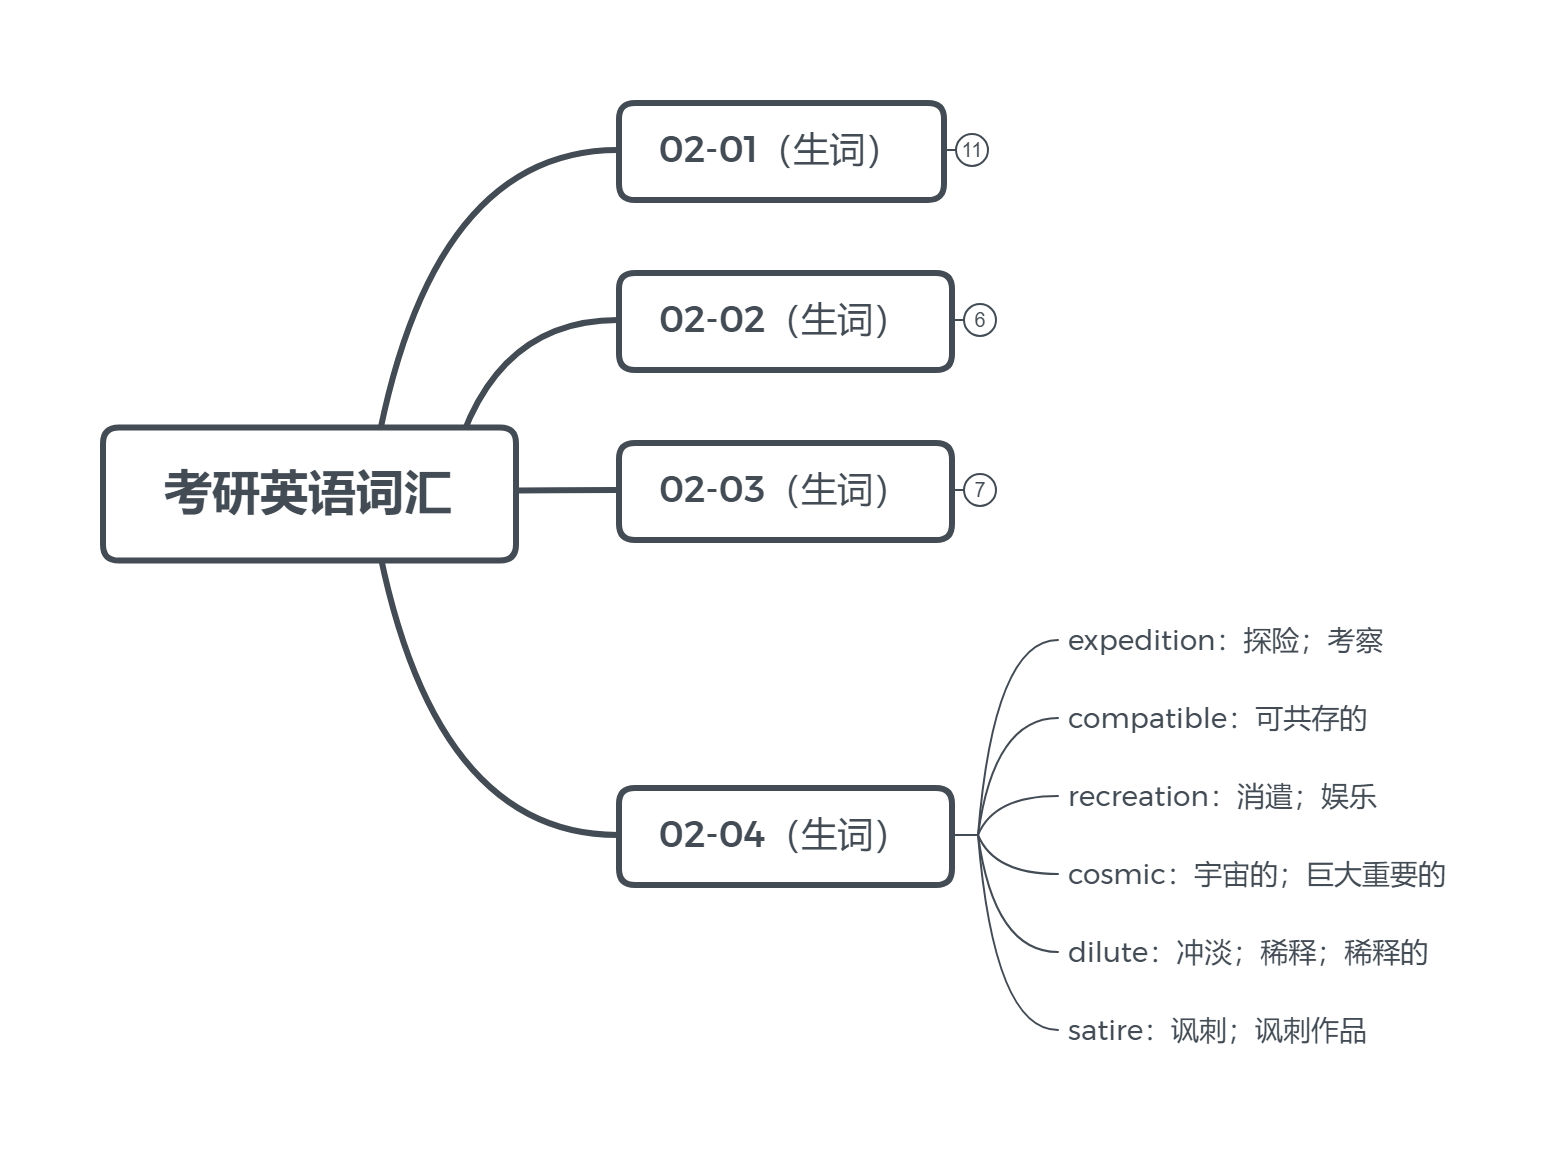 考研英语词汇
02-01（生词）
11
02-02（生词）
6
02-03（生词）
7
02-04（生词）
expedition：探险；考察
compatible：可共存的
recreation：消遣；娱乐
cosmic：宇宙的；巨大重要的
dilute：冲淡；稀释；稀释的
satire：讽刺；讽刺作品